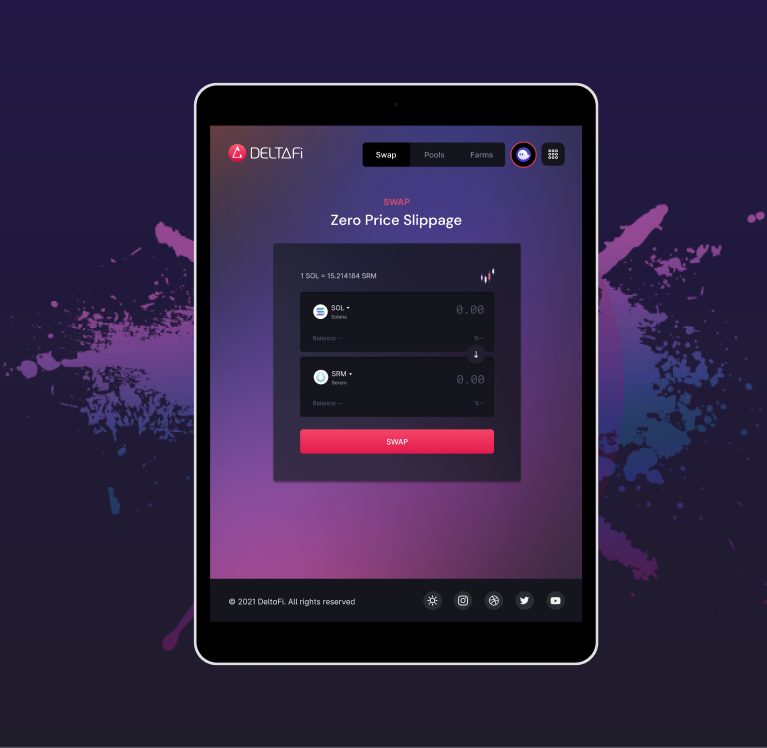 DELTAFi
Swap
Pools
Farms
SWAP
Zero Price Slippage
1 SOL = 15.214184 SRM
SOL
Solana
0.00
Balance: --
%--
SRM
Serum
0.00
Balance: --
%--
SWAP
© 2021 DeltaFi. All rights reserved